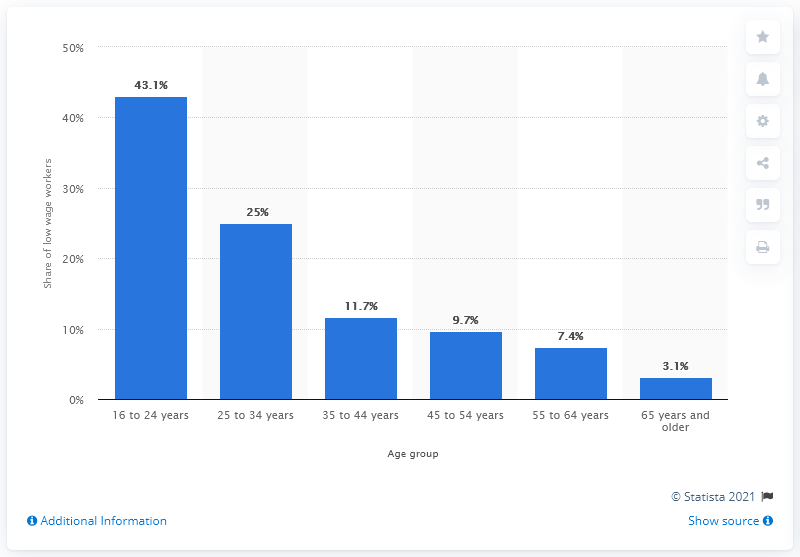 50%
40%
30%
20%
10%
0%
Share of low wage workers
43.1%
25%
11.7%
9.7%
7.4%
3.1%
16 to 24 years
25 to 34 years
35 to 44 years
45 to 54 years
55 to 64 years
65 years and
older
Age group
© Statista 2021
Additional Information
Show source